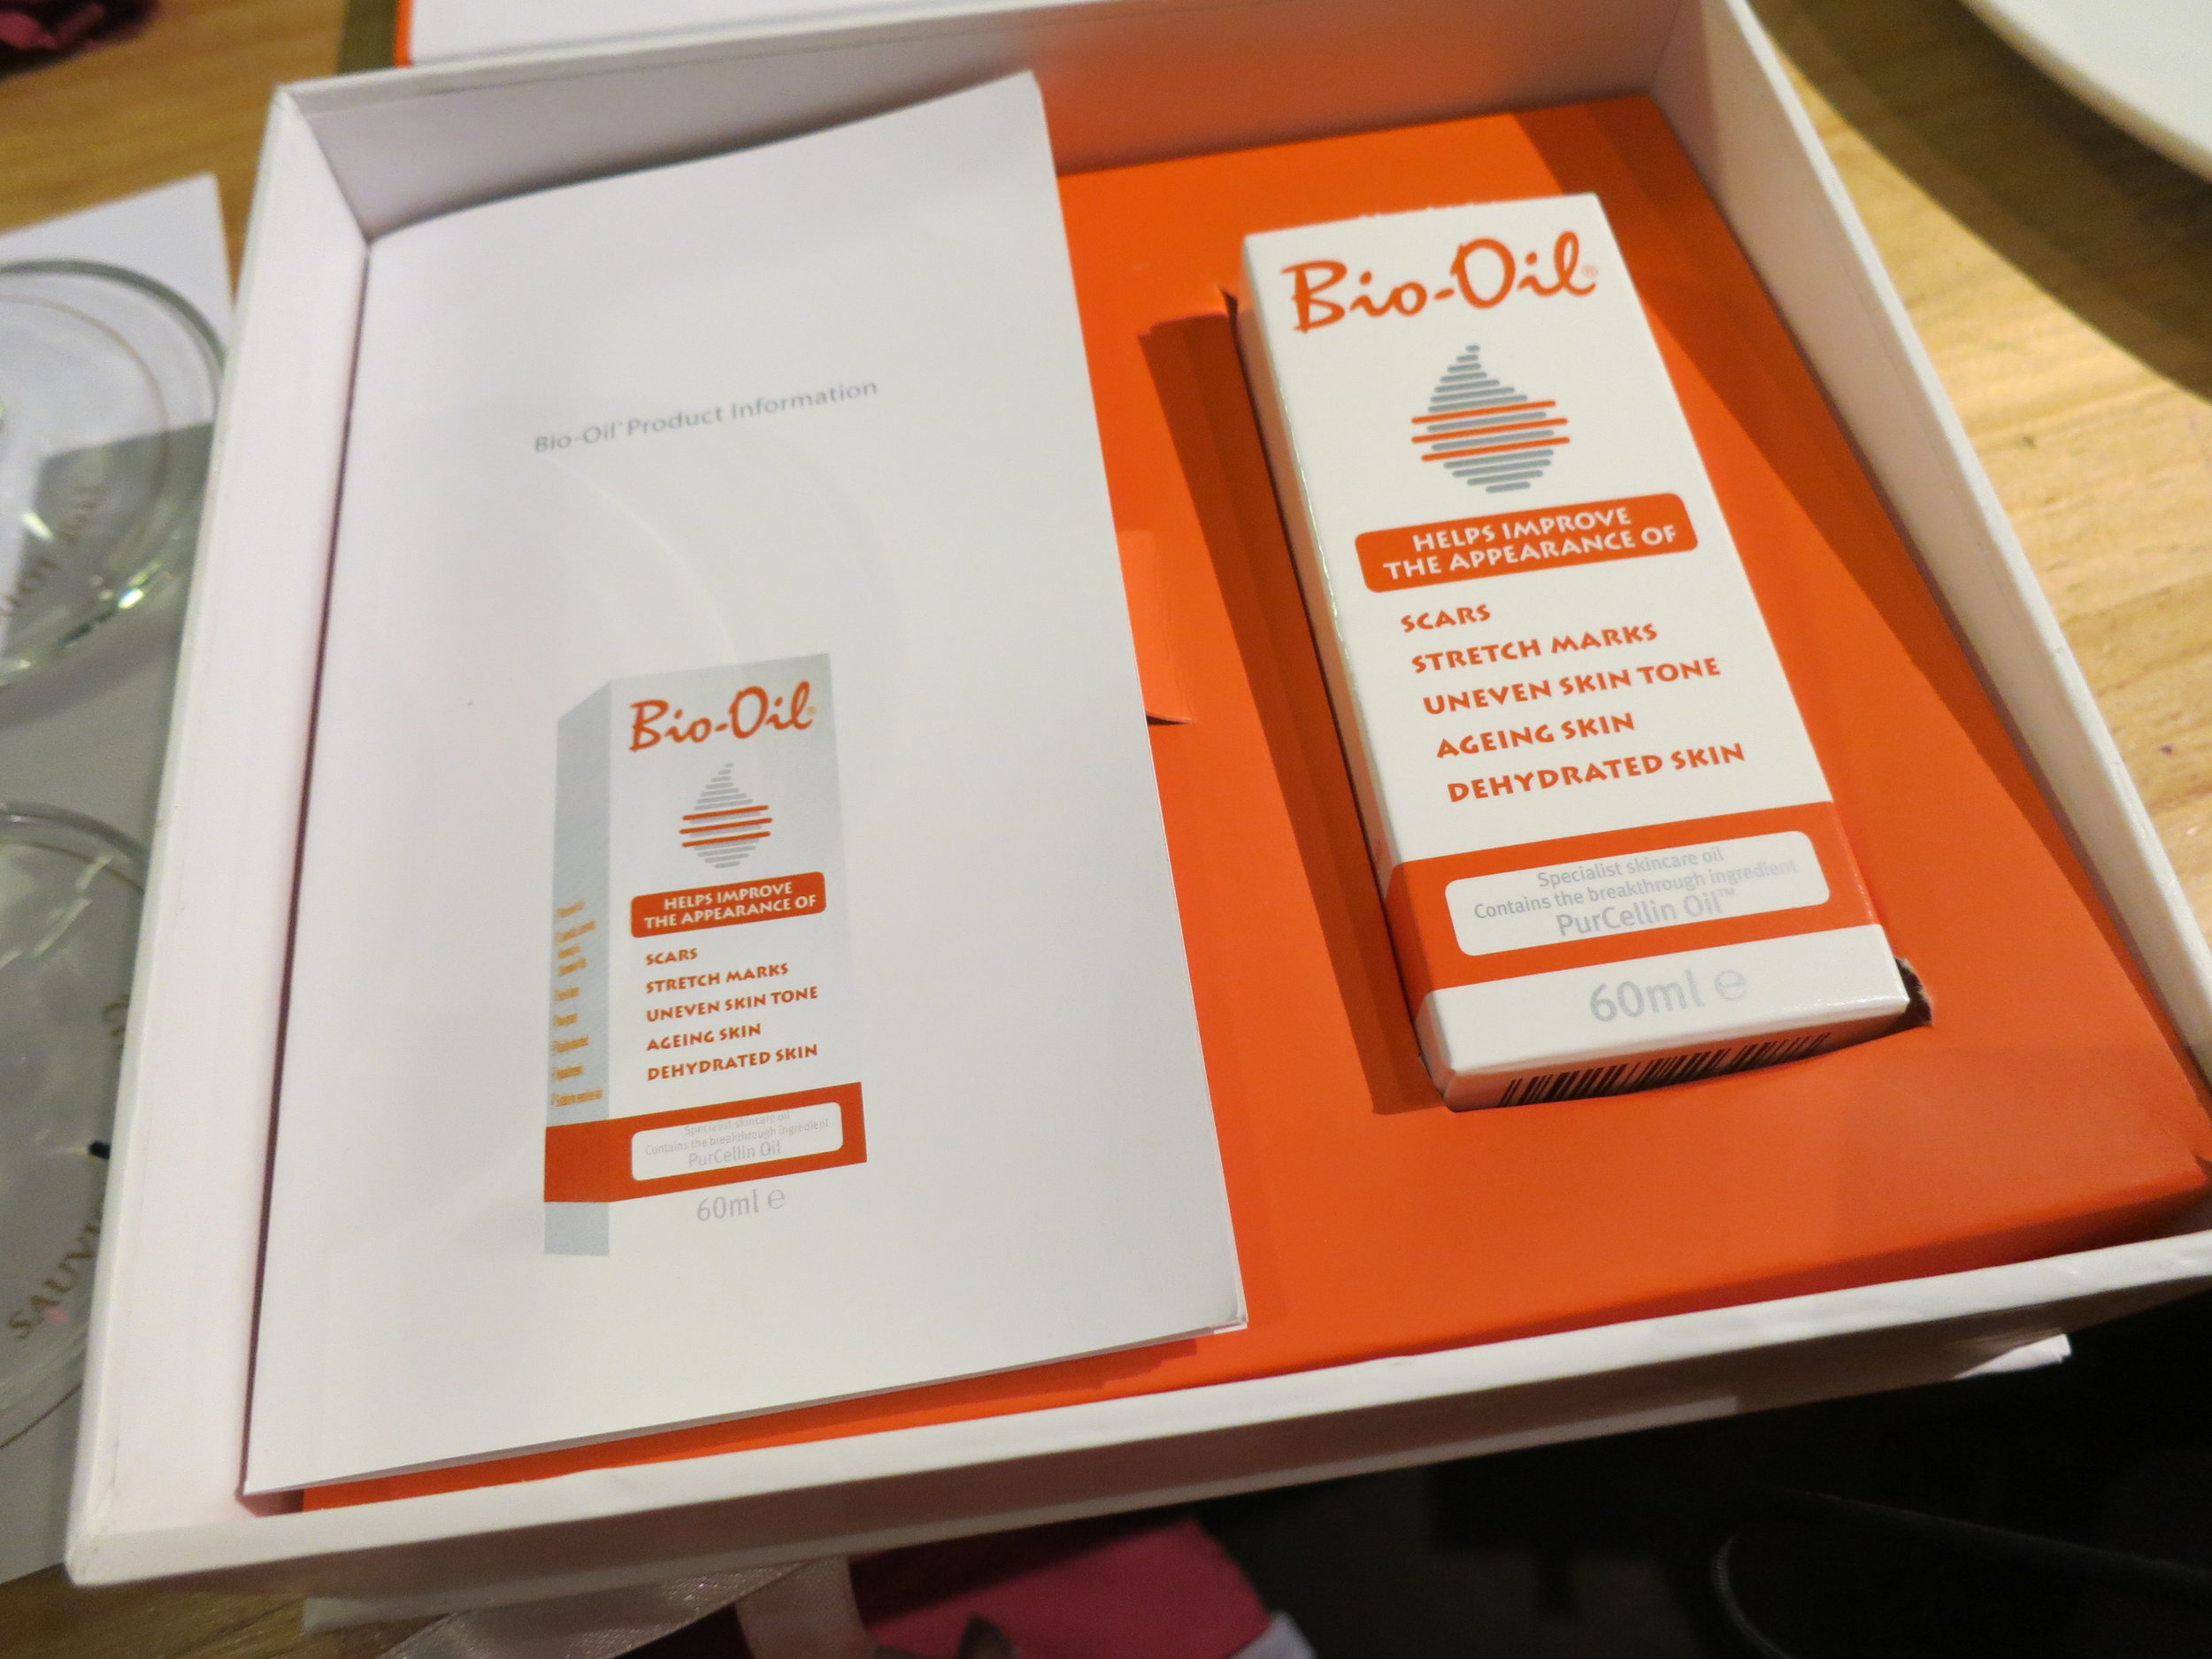 Bio-Oil® Product Information
Bio-Oil®
HELPS IMPROVE
THE APPEARANCE OF
SCARS
STRETCH MARKS
UNEVEN SKIN TONE
AGEING SKIN
DEHYDRATED SKIN
Specialist skincare oil
Contains the breakthrough ingredient
PurCellin Oil
60ml e
Bio-Oil®
HELPS IMPROVE
THE APPEARANCE OF
SCARS
STRETCH MARKS
UNEVEN SKIN TONE
AGEING SKIN
DEHYDRATED SKIN
Specialist skincare oil
Contains the breakthrough ingredient
PurCellin Oil™
60ml e